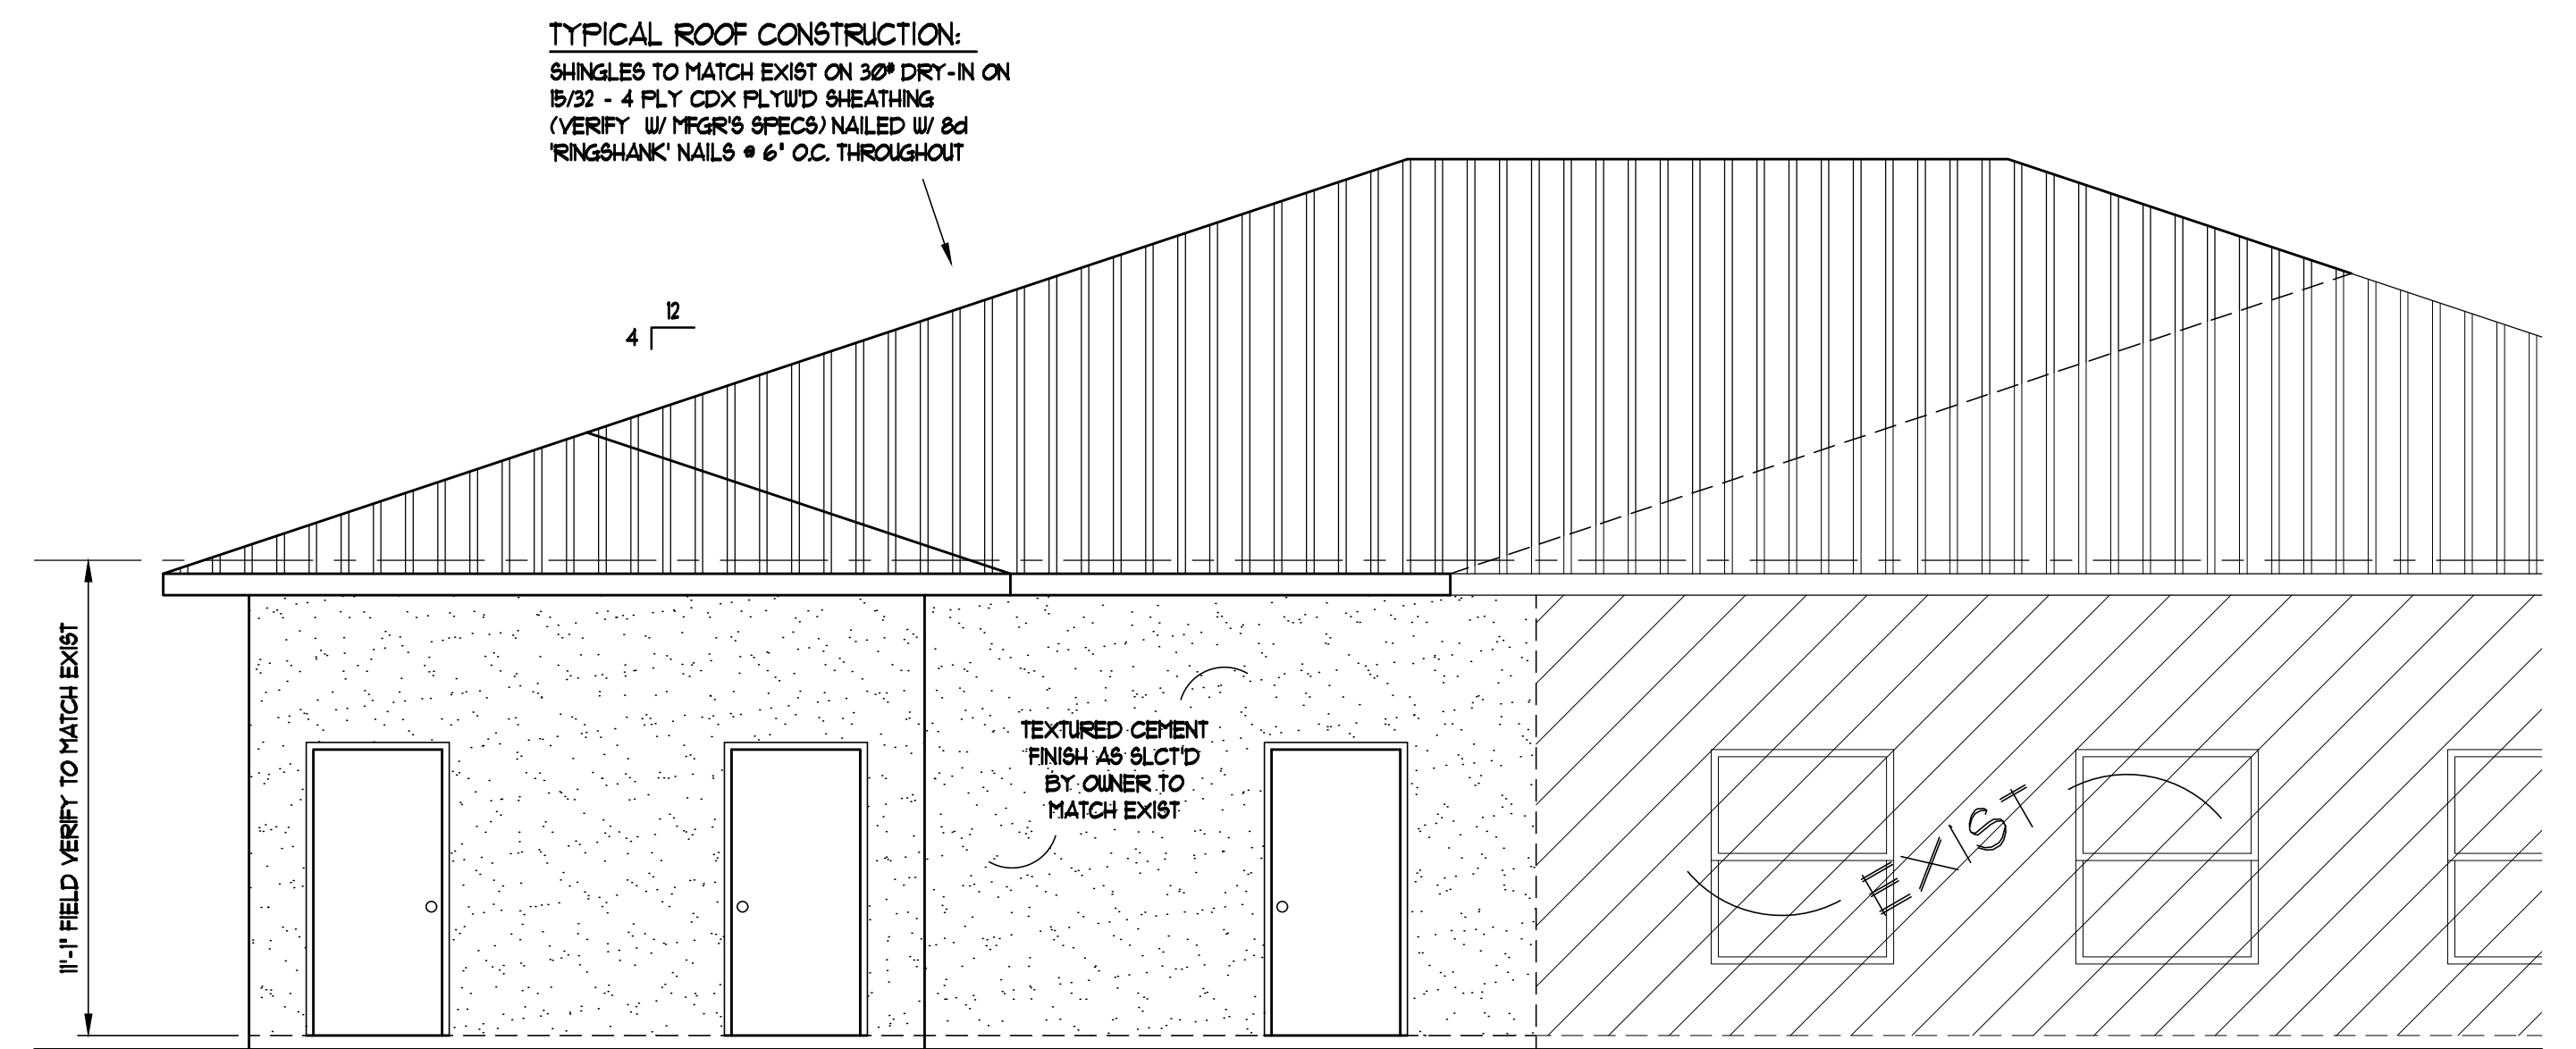 TYPICAL ROOF CONSTRUCTION:
SHINGLES TO MATCH EXIST ON 30# DRY-IN ON
15/32 - 4 PLY CDX PLYW'D SHEATHING
(VERIFY W/ MFGR'S SPECS) NAILED W/ 8d
'RINGSHANK' NAILS @ 6" O.C. THROUGHOUT
12
4
11'-1" FIELD VERIFY TO MATCH EXIST
TEXTURED CEMENT
FINISH AS SLCT'D
BY OWNER TO
MATCH EXIST
EXIST